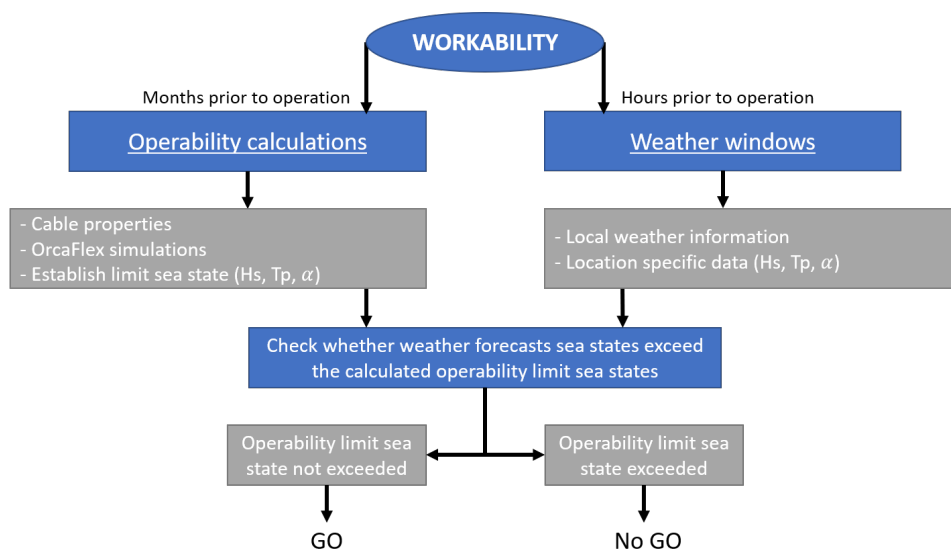 WORKABILITY
Months prior to operation
Hours prior to operation
Operability calculations
Weather windows
- Cable properties
- OrcaFlex simulations
- Establish limit sea state (Hs, Tp, α)
- Local weather information
- Location specific data (Hs, Tp, α)
Check whether weather forecasts sea states exceed
the calculated operability limit sea states
Operability limit sea
state not exceeded
Operability limit sea
state exceeded
GO
No GO